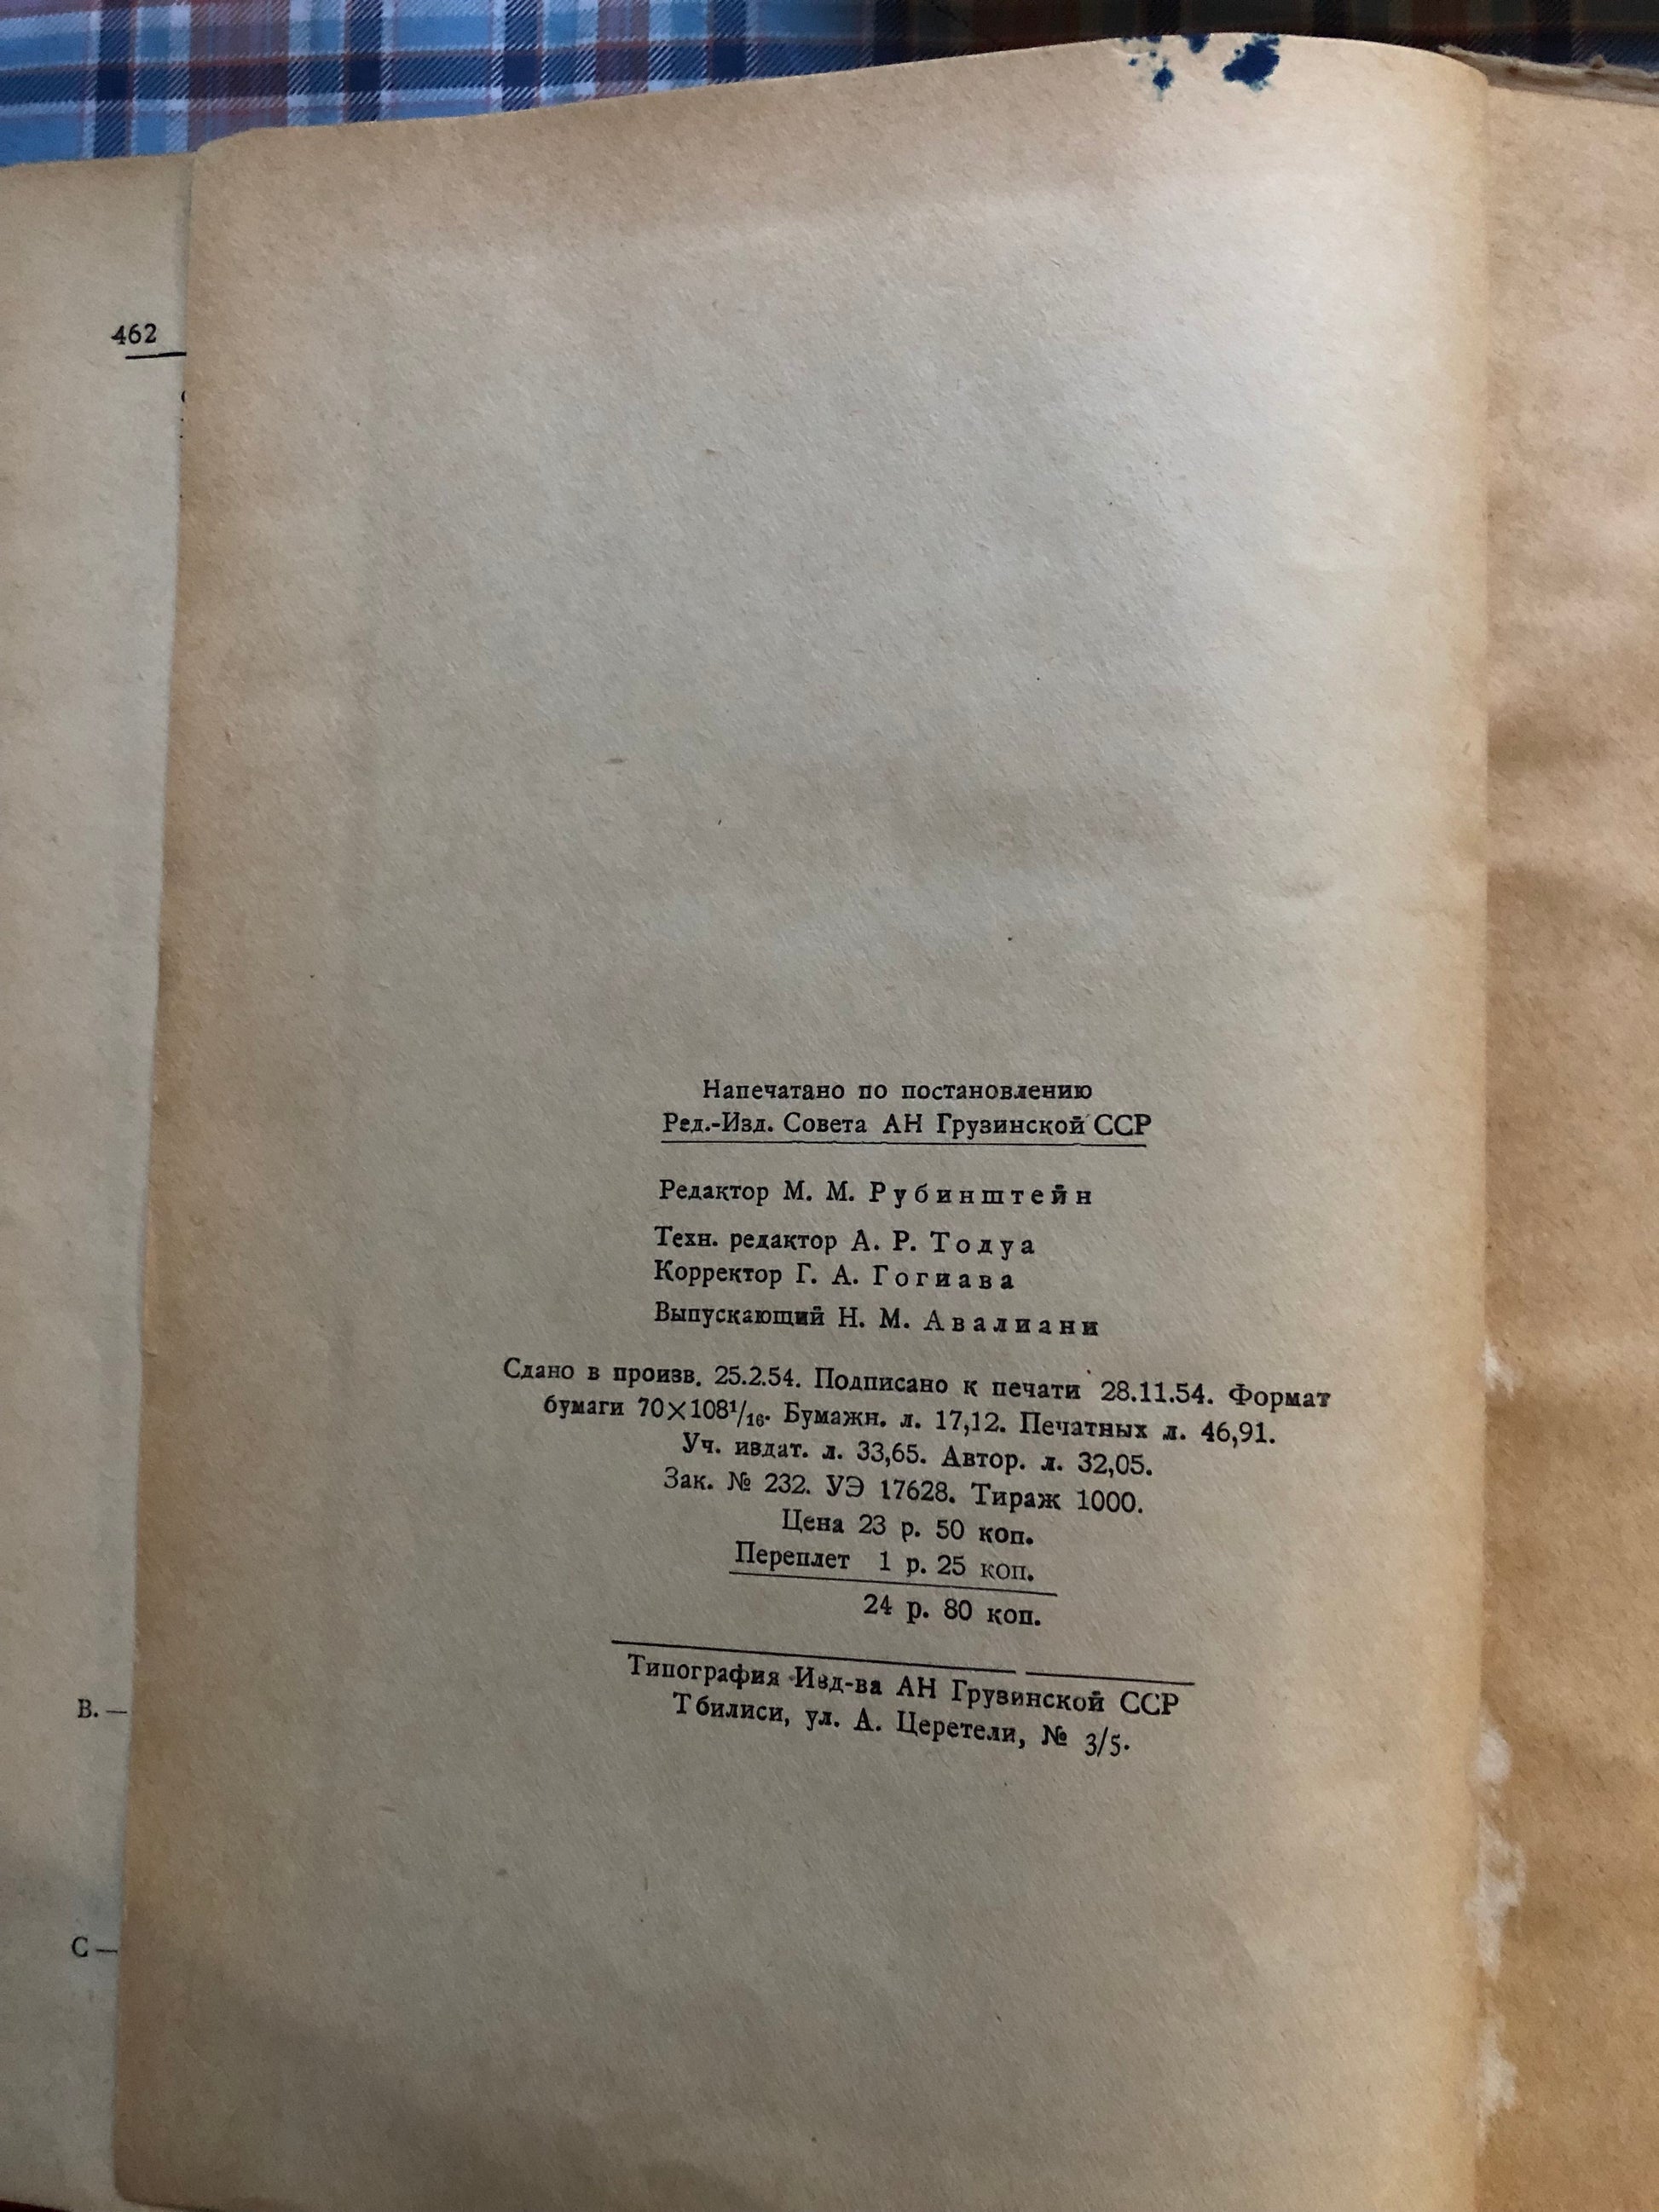 462
В. —
С —
Напечатано по постановлению
Ред.-Изд. Совета АН Грузинской ССР
Редактор М. М. Рубинштейн
Техн. редактор А. Р. Тодуа
Корректор Г. А. Гогиава
Выпускающий Н. М. Авалиани
Сдано в произв. 25.2.54. Подписано к печати 28.11.54. Формат
бумаги 70×108¹/₁₆. Бумажн. л. 17,12. Печатных л. 46,91.
Уч. издат. л. 33,65. Автор. л. 32,05.
Зак. № 232. УЭ 17628. Тираж 1000.
Цена 23 р. 50 коп.
Переплет 1 р. 25 коп.
24 р. 80 коп.
Типография Изд-ва АН Грузинской ССР
Тбилиси, ул. А. Церетели, № 3/5.